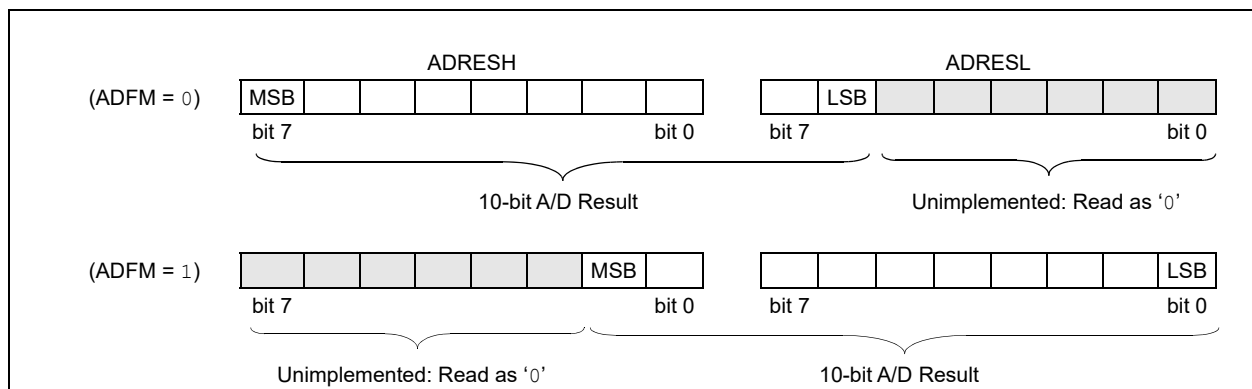 ADRESH ADRESL
(ADFM = 0) MSB LSB
bit 7 bit 0 bit 7 bit 0
10-bit A/D Result Unimplemented: Read as ‘0’
(ADFM = 1) MSB LSB
bit 7 bit 0 bit 7 bit 0
Unimplemented: Read as ‘0’ 10-bit A/D Result